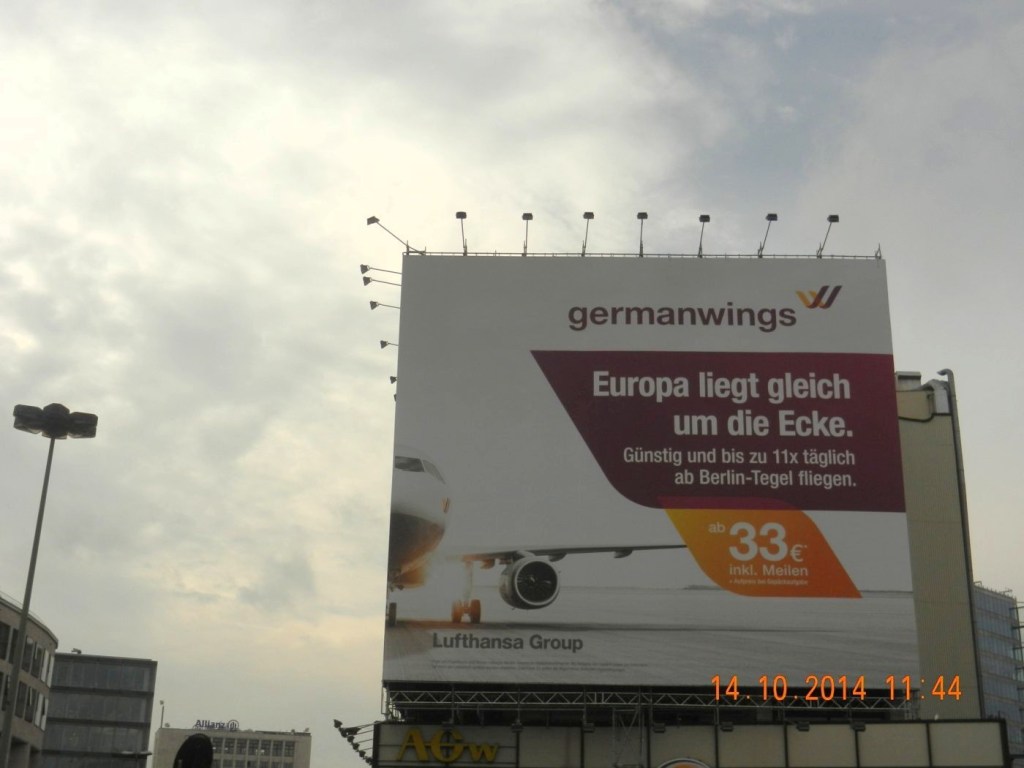 germanwings
Europa liegt gleich
um die Ecke.
Günstig und bis zu 11x täglich
ab Berlin-Tegel fliegen.
ab 33€*
inkl. Meilen
Lufthansa Group
14.10.2014 11:44
Allianz
AGW